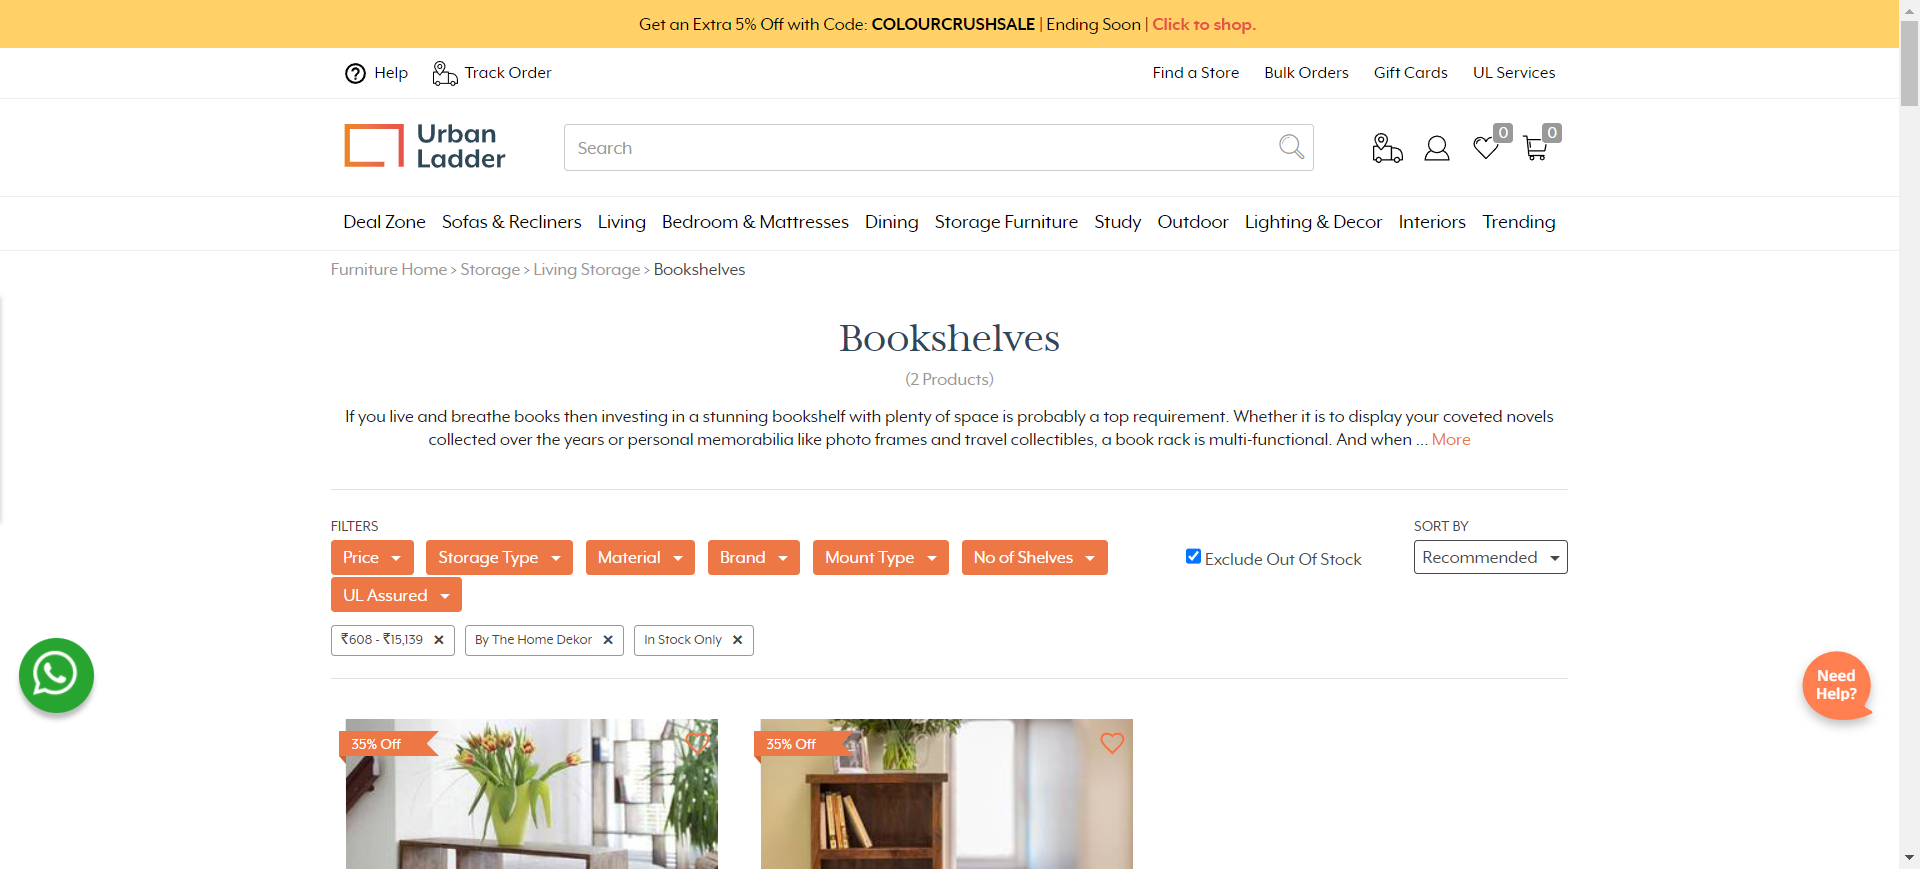 Get an Extra 5% Off with Code: COLOURCRUSHSALE | Ending Soon | Click to shop.
Help Track Order Find a Store Bulk Orders Gift Cards UL Services
Urban
Ladder
Search
0 0
Deal Zone Sofas & Recliners Living Bedroom & Mattresses Dining Storage Furniture Study Outdoor Lighting & Decor Interiors Trending
Furniture Home > Storage > Living Storage > Bookshelves
Bookshelves
(2 Products)
If you live and breathe books then investing in a stunning bookshelf with plenty of space is probably a top requirement. Whether it is to display your coveted novels
collected over the years or personal memorabilia like photo frames and travel collectibles, a book rack is multi-functional. And when ... More
FILTERS SORT BY
Price Storage Type Material Brand Mount Type No of Shelves Exclude Out Of Stock Recommended
UL Assured
₹608 - ₹15,139 By The Home Dekor In Stock Only
Need
Help?
35% Off 35% Off